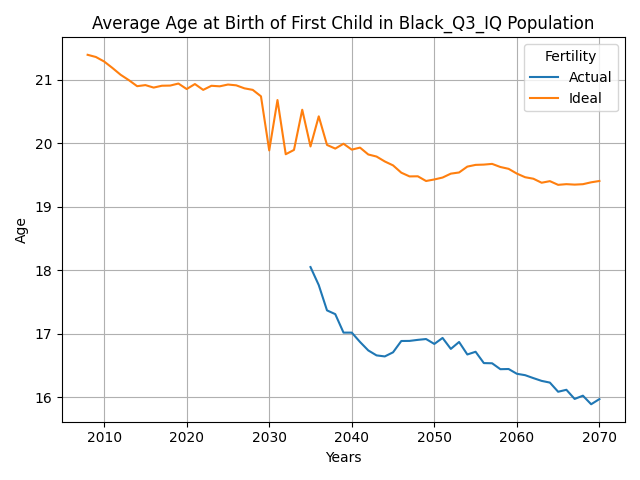 Average Age at Birth of First Child in Black_Q3_IQ Population
Fertility
Actual
Ideal
21
20
19
18
17
16
Age
2010
2020
2030
2040
2050
2060
2070
Years